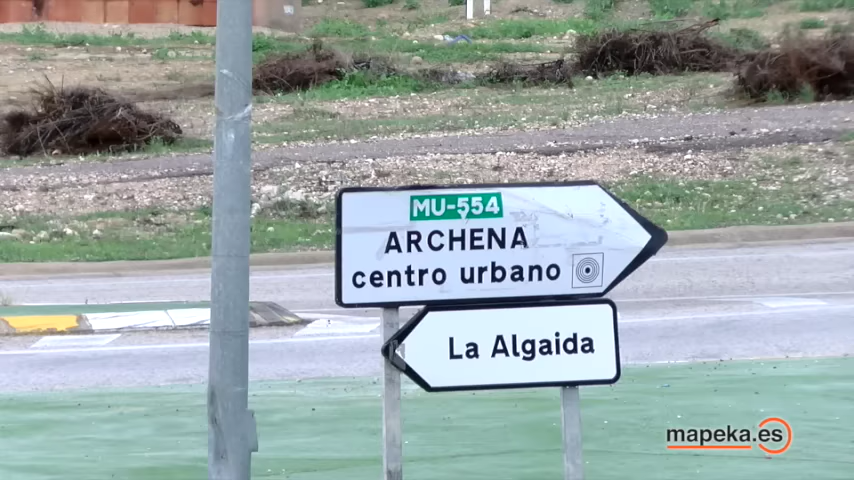 MU-554
ARCHENA
centro urbano
La Algaida
mapeka.es